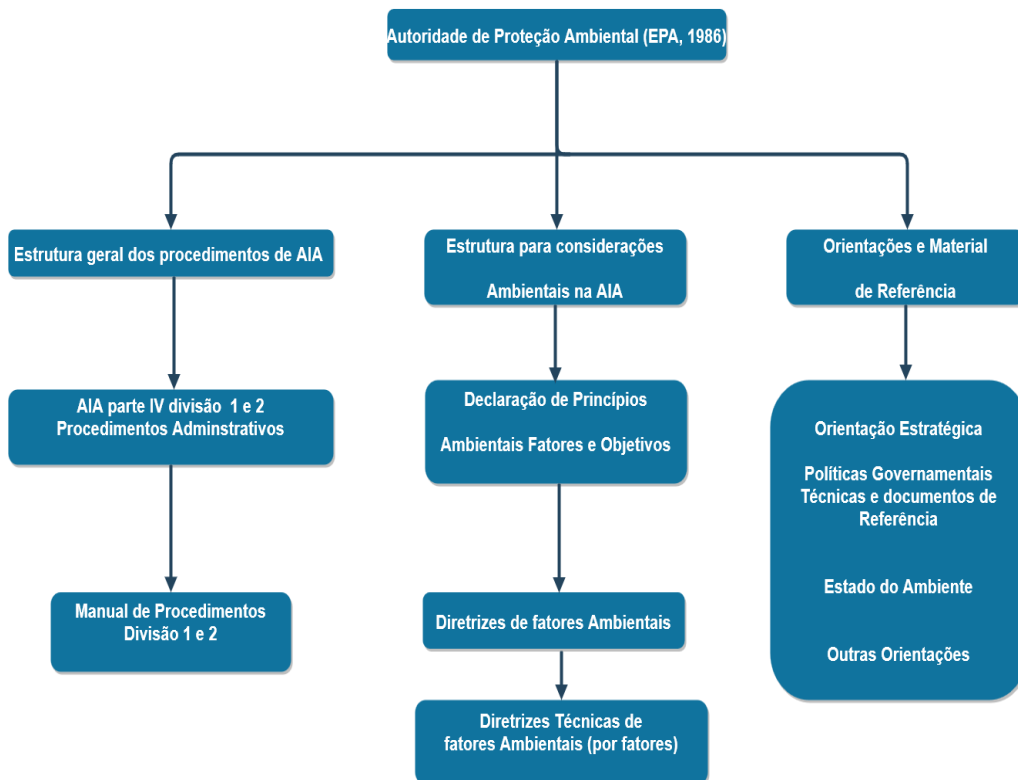 Autoridade de Proteção Ambiental (EPA, 1986)
Estrutura geral dos procedimentos de AIA
AIA parte IV divisão 1 e 2
Procedimentos Adminstrativos
Manual de Procedimentos
Divisão 1 e 2
Estrutura para considerações
Ambientais na AIA
Declaração de Princípios
Ambientais Fatores e Objetivos
Diretrizes de fatores Ambientais
Diretrizes Técnicas de
fatores Ambientais (por fatores)
Orientações e Material
de Referência
Orientação Estratégica
Políticas Governamentais
Técnicas e documentos de
Referência
Estado do Ambiente
Outras Orientações